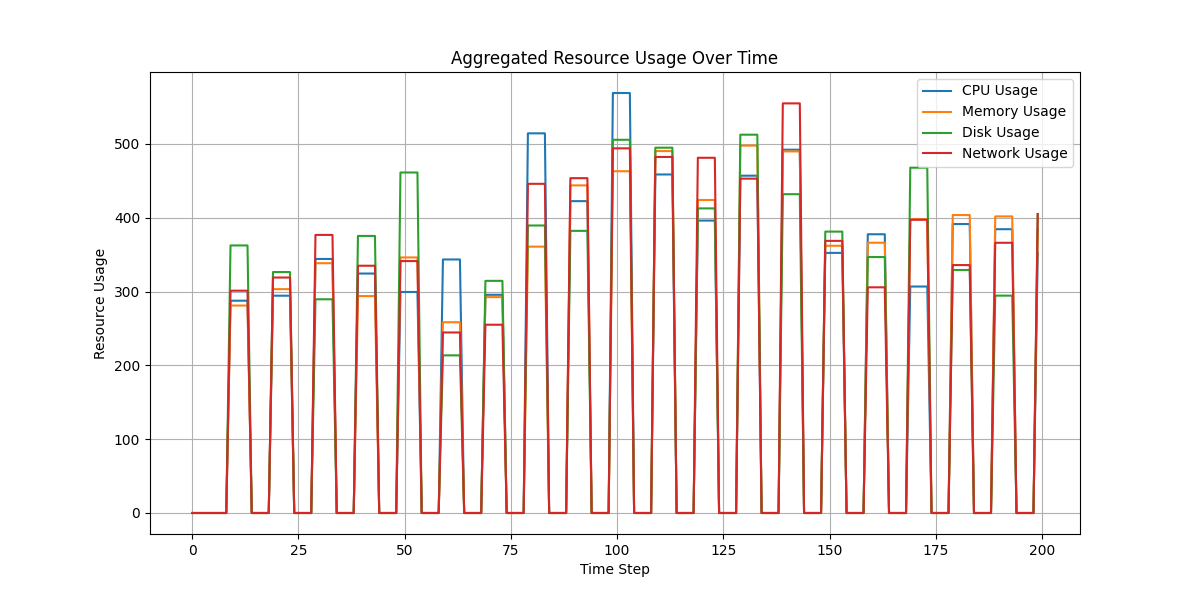 Aggregated Resource Usage Over Time
CPU Usage
Memory Usage
Disk Usage
Network Usage
Resource Usage
500
400
300
200
100
0
0 25 50 75 100 125 150 175 200
Time Step